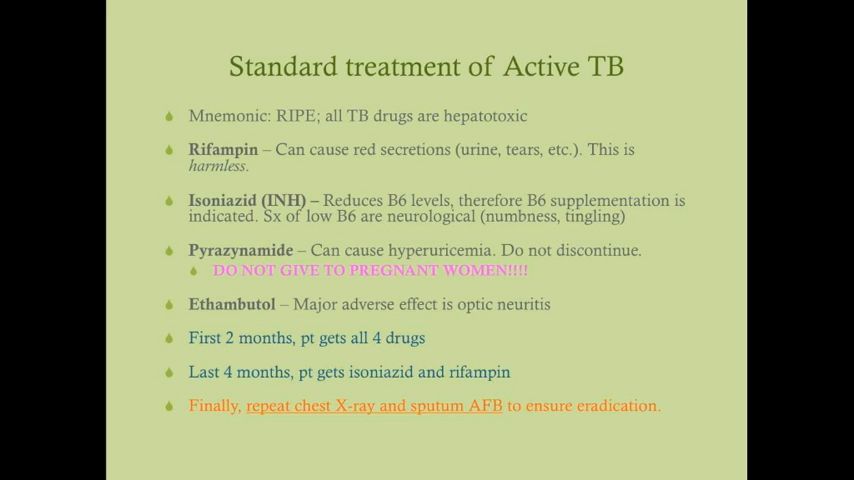 Standard treatment of Active TB
Mnemonic: RIPE; all TB drugs are hepatotoxic
Rifampin – Can cause red secretions (urine, tears, etc.). This is
harmless.
Isoniazid (INH) – Reduces B6 levels, therefore B6 supplementation is
indicated. Sx of low B6 are neurological (numbness, tingling)
Pyrazynamide – Can cause hyperuricemia. Do not discontinue.
DO NOT GIVE TO PREGNANT WOMEN!!!!
Ethambutol – Major adverse effect is optic neuritis
First 2 months, pt gets all 4 drugs
Last 4 months, pt gets isoniazid and rifampin
Finally, repeat chest X-ray and sputum AFB to ensure eradication.